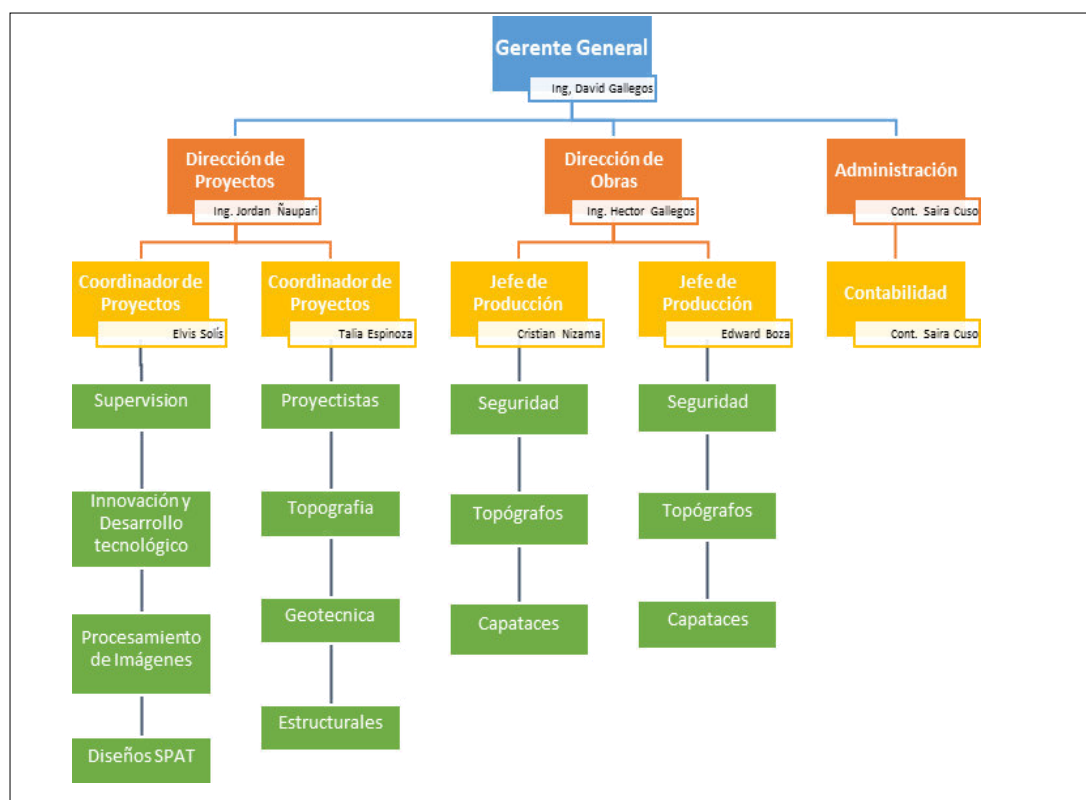 Gerente General
Ing, David Gallegos
Dirección de
Proyectos
Ing. Jordan Ñaupari
Dirección de
Obras
Ing. Hector Gallegos
Administración
Cont. Saira Cuso
Coordinador de
Proyectos
Elvis Solís
Coordinador de
Proyectos
Talia Espinoza
Jefe de
Producción
Cristian Nizama
Jefe de
Producción
Edward Boza
Contabilidad
Cont. Saira Cuso
Supervision
Proyectistas
Seguridad
Seguridad
Innovación y
Desarrollo
tecnológico
Topografia
Topógrafos
Topógrafos
Procesamiento
de Imágenes
Geotecnica
Capataces
Capataces
Diseños SPAT
Estructurales